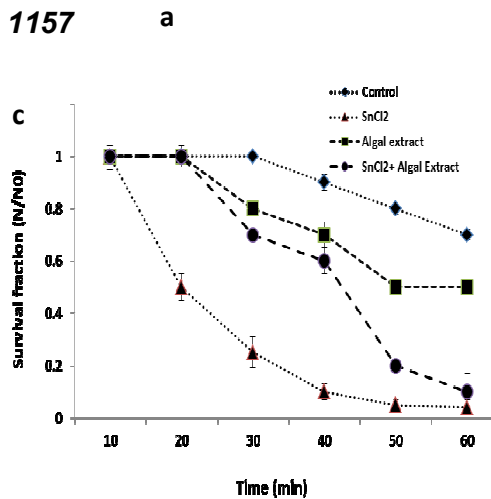 1157 a
Control
SnCl2
c
Algal extract
SnCl2+ Algal Extract
Survival fraction (N/N0)
1
0.8
0.6
0.4
0.2
0
10 20 30 40 50 60
Time (min)